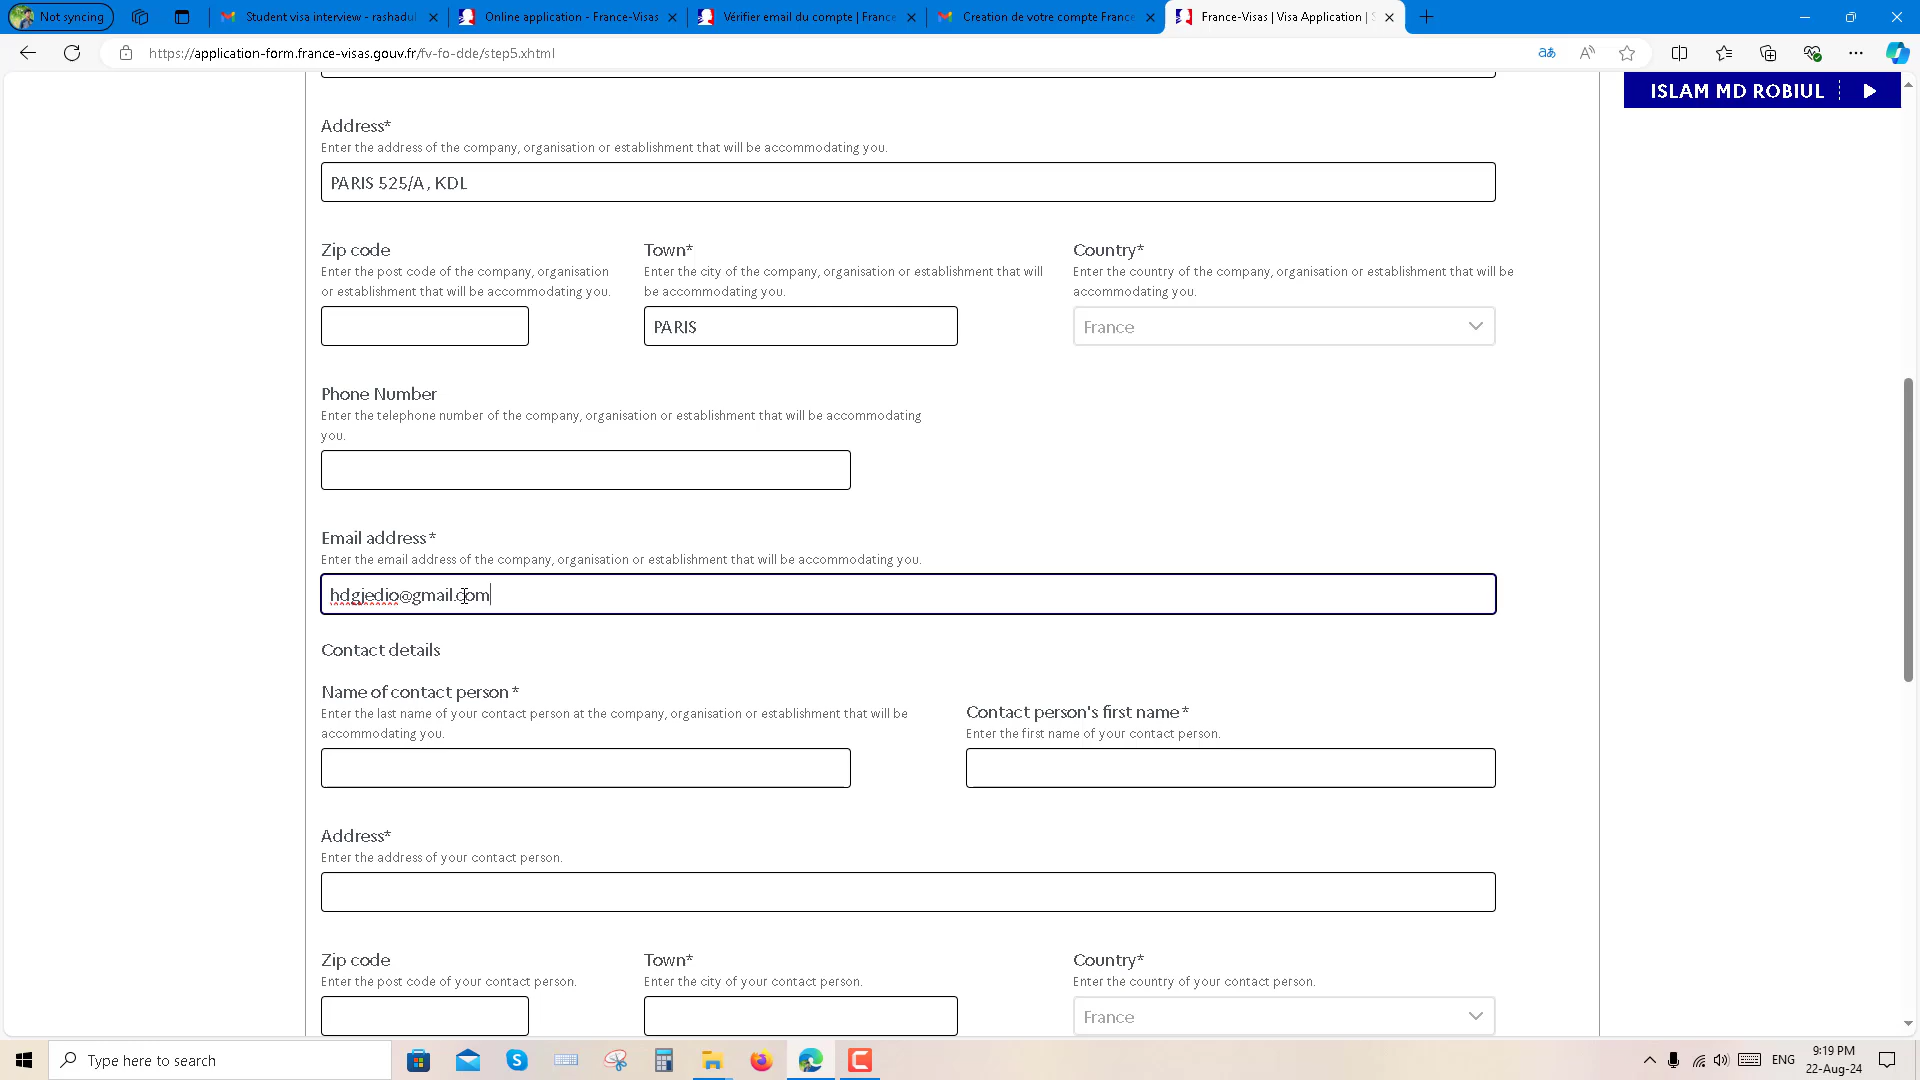 Not syncing
Student visa interview - rashadul
Online application - France-Visas
Vérifier email du compte | France
Creation de votre compte France
France-Visas | Visa Application | S
https://application-form.france-visas.gouv.fr/fv-fo-dde/step5.xhtml
ISLAM MD ROBIUL
Address*
Enter the address of the company, organisation or establishment that will be accommodating you.
PARIS 525/A, KDL
Zip code
Enter the post code of the company, organisation
or establishment that will be accommodating you.
Town*
Enter the city of the company, organisation or establishment that will
be accommodating you.
PARIS
Country*
Enter the country of the company, organisation or establishment that will be
accommodating you.
France
Phone Number
Enter the telephone number of the company, organisation or establishment that will be accommodating
you.
Email address*
Enter the email address of the company, organisation or establishment that will be accommodating you.
hdgjedio@gmail.com
Contact details
Name of contact person*
Enter the last name of your contact person at the company, organisation or establishment that will be
accommodating you.
Contact person's first name*
Enter the first name of your contact person.
Address*
Enter the address of your contact person.
Zip code
Enter the post code of your contact person.
Town*
Enter the city of your contact person.
Country*
Enter the country of your contact person.
France
Type here to search
ENG
9:19 PM
22-Aug-24